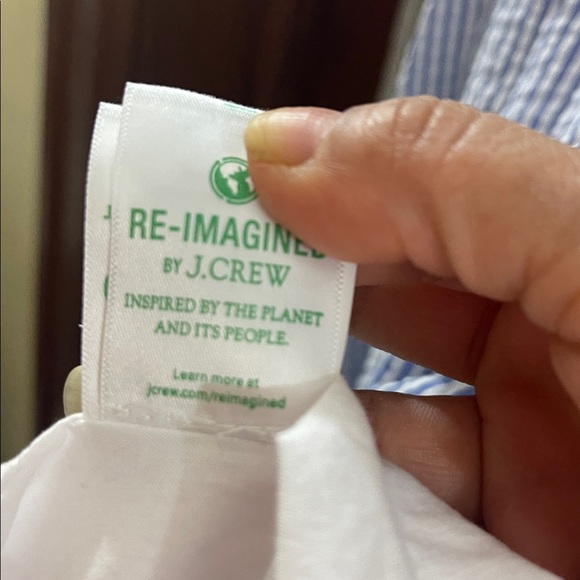 RE-IMAGINED
BY J.CREW
INSPIRED BY THE PLANET
AND ITS PEOPLE.
Learn more at
jcrew.com/reimagined